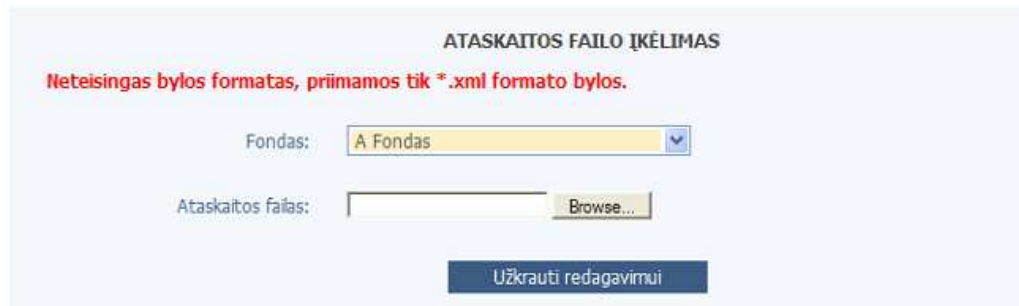 ATASKAITOS FAILO ĮKĖLIMAS
Neteisingas bylos formatas, priimamos tik *.xml formato bylos.
Fondas: A Fondas
Ataskaitos failas: Browse...
Užkrauti redagavimui